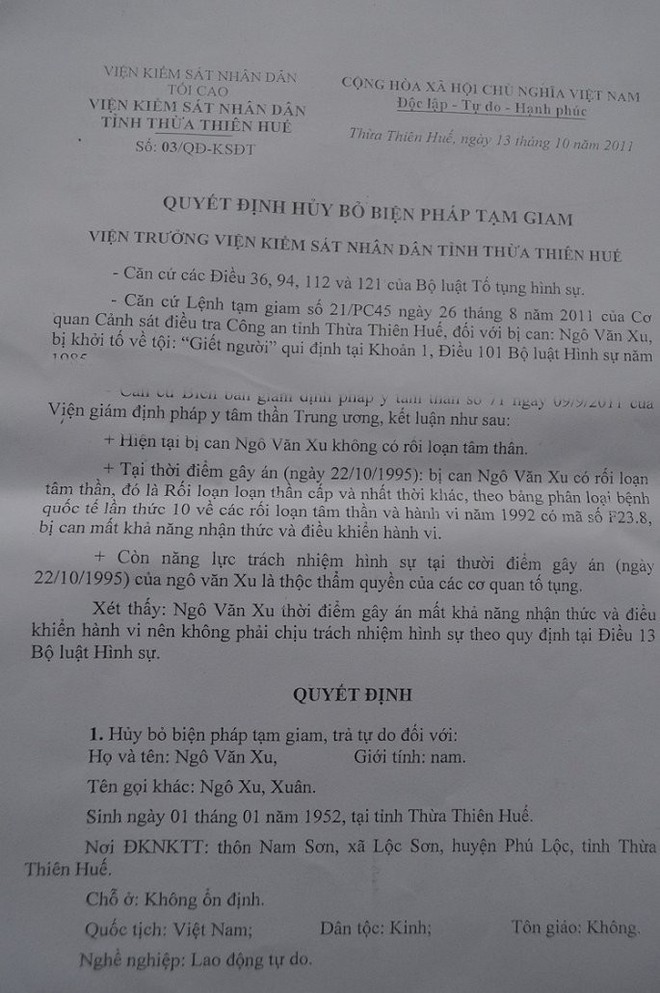 VIỆN KIỂM SÁT NHÂN DÂN
TỐI CAO
VIỆN KIỂM SÁT NHÂN DÂN
TỈNH THỪA THIÊN HUẾ
Số: 03/QĐ-KSĐT
CỘNG HÒA XÃ HỘI CHỦ NGHĨA VIỆT NAM
Độc lập - Tự do - Hạnh phúc
Thừa Thiên Huế, ngày 13 tháng 10 năm 2011
QUYẾT ĐỊNH HỦY BỎ BIỆN PHÁP TẠM GIAM
VIỆN TRƯỞNG VIỆN KIỂM SÁT NHÂN DÂN TỈNH THỪA THIÊN HUẾ
- Căn cứ các Điều 36, 94, 112 và 121 của Bộ luật Tố tụng hình sự.
- Căn cứ Lệnh tạm giam số 21/PC45 ngày 26 tháng 8 năm 2011 của Cơ
quan Cảnh sát điều tra Công an tỉnh Thừa Thiên Huế, đối với bị can: Ngô Văn Xu,
bị khởi tố về tội: “Giết người” qui định tại Khoản 1, Điều 101 Bộ luật Hình sự năm
1985.
- Căn cứ Biên bản giám định pháp y tâm thần số 71 ngày 09/9/2011 của
Viện giám định pháp y tâm thần Trung ương, kết luận như sau:
+ Hiện tại bị can Ngô Văn Xu không có rối loạn tâm thần.
+ Tại thời điểm gây án (ngày 22/10/1995): bị can Ngô Văn Xu có rối loạn
tâm thần, đó là Rối loạn loạn thần cấp và nhất thời khác, theo bảng phân loại bệnh
quốc tế lần thứ 10 về các rối loạn tâm thần và hành vi năm 1992 có mã số F23.8,
bị can mất khả năng nhận thức và điều khiển hành vi.
+ Còn năng lực trách nhiệm hình sự tại thười điểm gây án (ngày
22/10/1995) của ngô văn Xu là thộc thẩm quyền của các cơ quan tố tụng.
Xét thấy: Ngô Văn Xu thời điểm gây án mất khả năng nhận thức và điều
khiển hành vi nên không phải chịu trách nhiệm hình sự theo quy định tại Điều 13
Bộ luật Hình sự.
QUYẾT ĐỊNH
1. Hủy bỏ biện pháp tạm giam, trả tự do đối với:
Họ và tên: Ngô Văn Xu, Giới tính: nam.
Tên gọi khác: Ngô Xu, Xuân.
Sinh ngày 01 tháng 01 năm 1952, tại tỉnh Thừa Thiên Huế.
Nơi ĐKNKTT: thôn Nam Sơn, xã Lộc Sơn, huyện Phú Lộc, tỉnh Thừa
Thiên Huế.
Chỗ ở: Không ổn định.
Quốc tịch: Việt Nam; Dân tộc: Kinh; Tôn giáo: Không.
Nghề nghiệp: Lao động tự do.